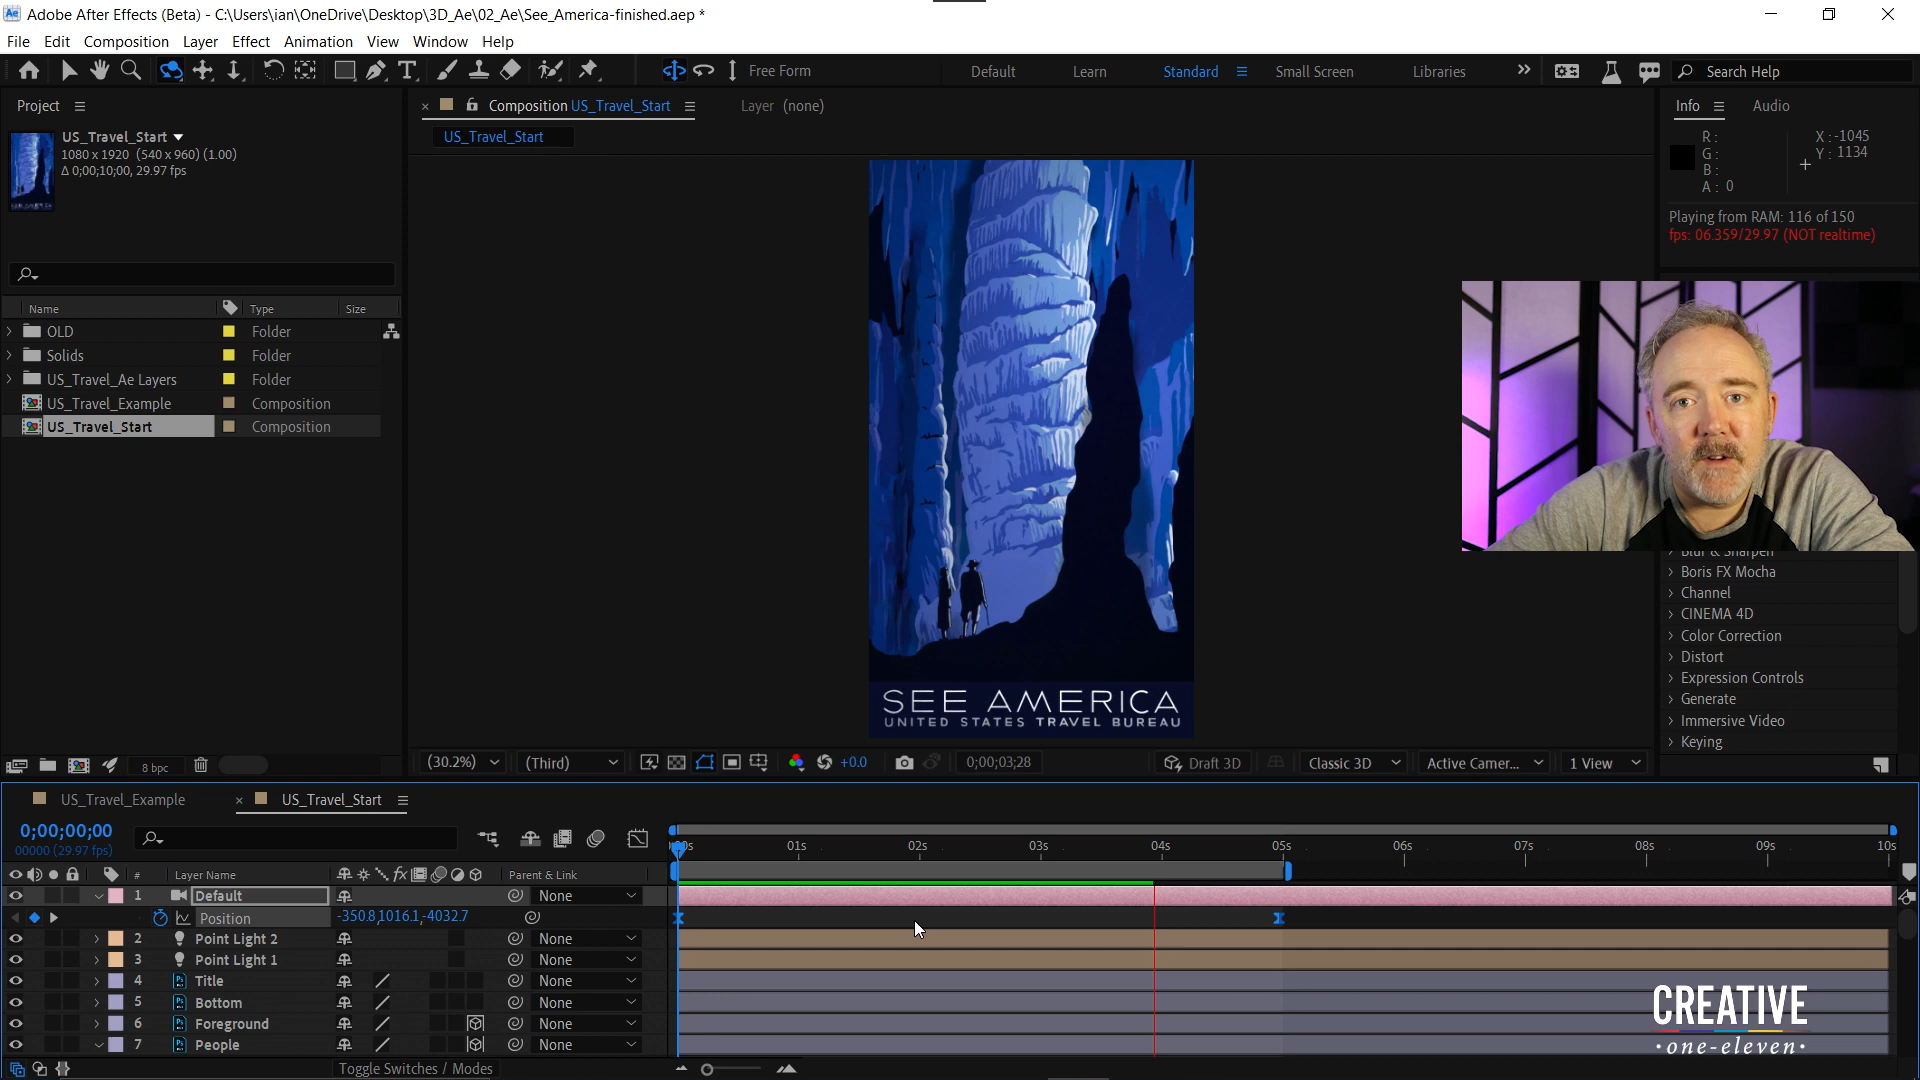 Adobe After Effects (Beta) - C:\Users\ian\OneDrive\Desktop\3D_Ae\02_Ae\See_America-finished.aep *
File Edit Composition Layer Effect Animation View Window Help
Free Form
Default Learn Standard Small Screen Libraries
Search Help
Project
Composition US_Travel_Start
Layer (none)
Info Audio
US_Travel_Start
US_Travel_Start
1080 x 1920 (540 x 960) (1.00)
Δ 0;00;10;00, 29.97 fps
R :
G :
B :
A : 0
X : -1045
Y : 1134
Playing from RAM: 116 of 150
fps: 06.359/29.97 (NOT realtime)
Name Type Size
OLD Folder
Solids Folder
US_Travel_Ae Layers Folder
US_Travel_Example Composition
US_Travel_Start Composition
SEE AMERICA
UNITED STATES TRAVEL BUREAU
Blur & Sharpen
Boris FX Mocha
Channel
CINEMA 4D
Color Correction
Distort
Expression Controls
Generate
Immersive Video
Keying
8 bpc
(30.2%) (Third) +0.0 0;00;03;28 Draft 3D Classic 3D Active Camer... 1 View
US_Travel_Example US_Travel_Start
0;00;00;00
00000 (29.97 fps)
01s 02s 03s 04s 05s 06s 07s 08s 09s 10s
# Layer Name fx Parent & Link
1 Default None
Position -350.8,1016.1,-4032.7
2 Point Light 2 None
3 Point Light 1 None
4 Title None
5 Bottom None
6 Foreground None
7 People None
Toggle Switches / Modes
CREATIVE
·one-eleven·